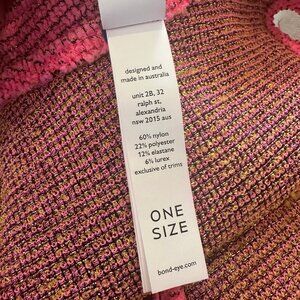 designed and
made in australia
unit 2B, 32
ralph st,
alexandria
nsw 2015 aus
60% nylon
22% polyester
12% elastane
6% lurex
exclusive of trims
ONE
SIZE
bond-eye.com